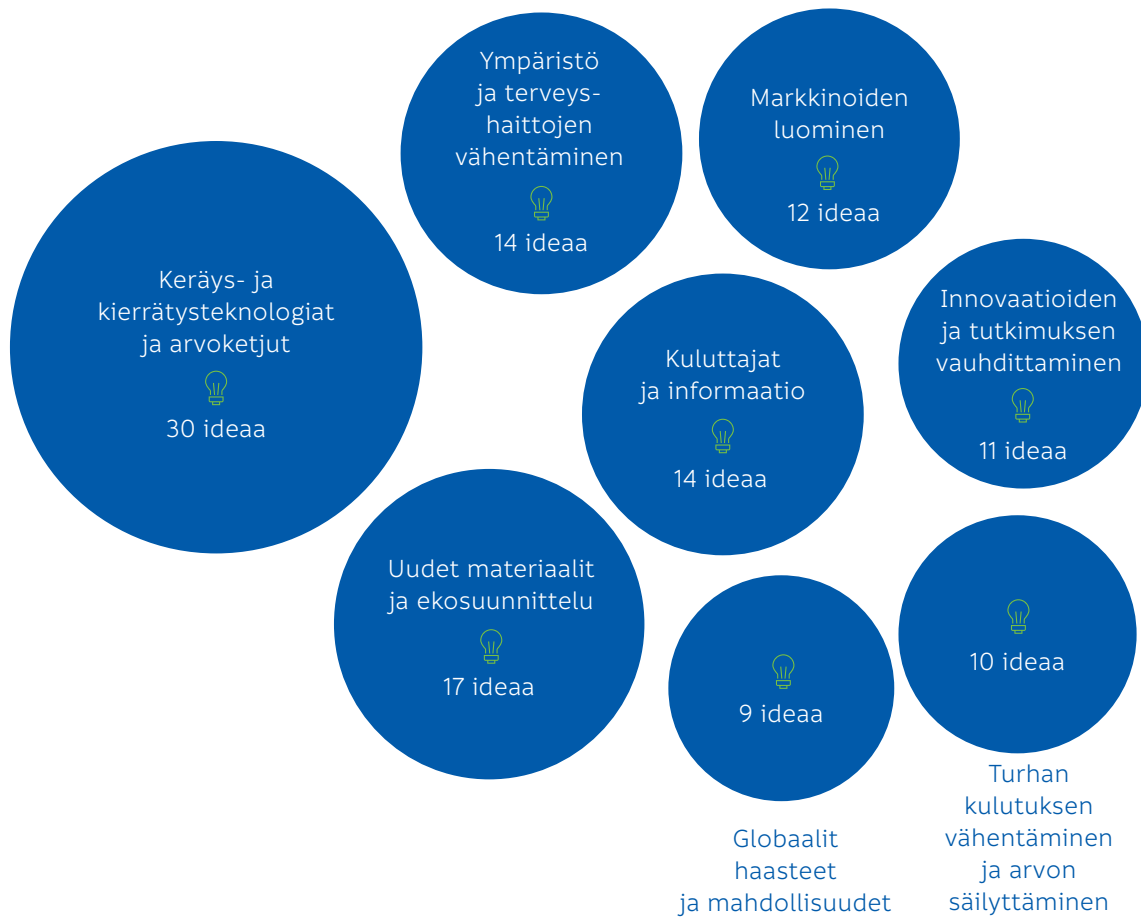 Ympäristö
ja terveys-
haittojen
vähentäminen
14 ideaa
Markkinoiden
luominen
12 ideaa
Keräys- ja
kierrätysteknologiat
ja arvoketjut
30 ideaa
Kuluttajat
ja informaatio
14 ideaa
Innovaatioiden
ja tutkimuksen
vauhdittaminen
11 ideaa
Uudet materiaalit
ja ekosuunnittelu
17 ideaa
9 ideaa
Globaalit
haasteet
ja mahdollisuudet
10 ideaa
Turhan
kulutuksen
vähentäminen
ja arvon
säilyttäminen